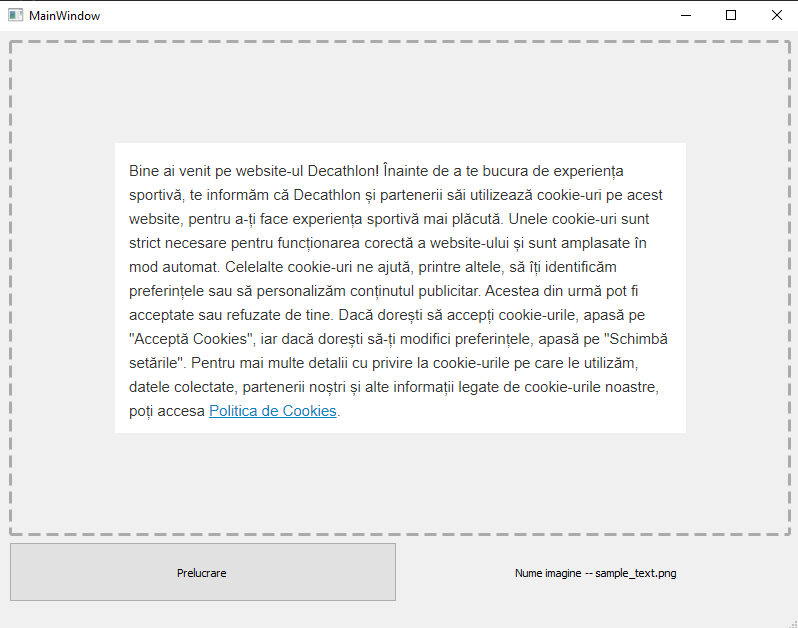 MainWindow
Bine ai venit pe website-ul Decathlon! Înainte de a te bucura de experiența
sportivă, te informăm că Decathlon și partenerii săi utilizează cookie-uri pe acest
website, pentru a-ți face experiența sportivă mai plăcută. Unele cookie-uri sunt
strict necesare pentru funcționarea corectă a website-ului și sunt amplasate în
mod automat. Celelalte cookie-uri ne ajută, printre altele, să îți identificăm
preferințele sau să personalizăm conținutul publicitar. Acestea din urmă pot fi
acceptate sau refuzate de tine. Dacă dorești să accepți cookie-urile, apasă pe
"Acceptă Cookies", iar dacă dorești să-ți modifici preferințele, apasă pe "Schimbă
setările". Pentru mai multe detalii cu privire la cookie-urile pe care le utilizăm,
datele colectate, partenerii noștri și alte informații legate de cookie-urile noastre,
poți accesa Politica de Cookies.
Prelucrare
Nume imagine -- sample_text.png